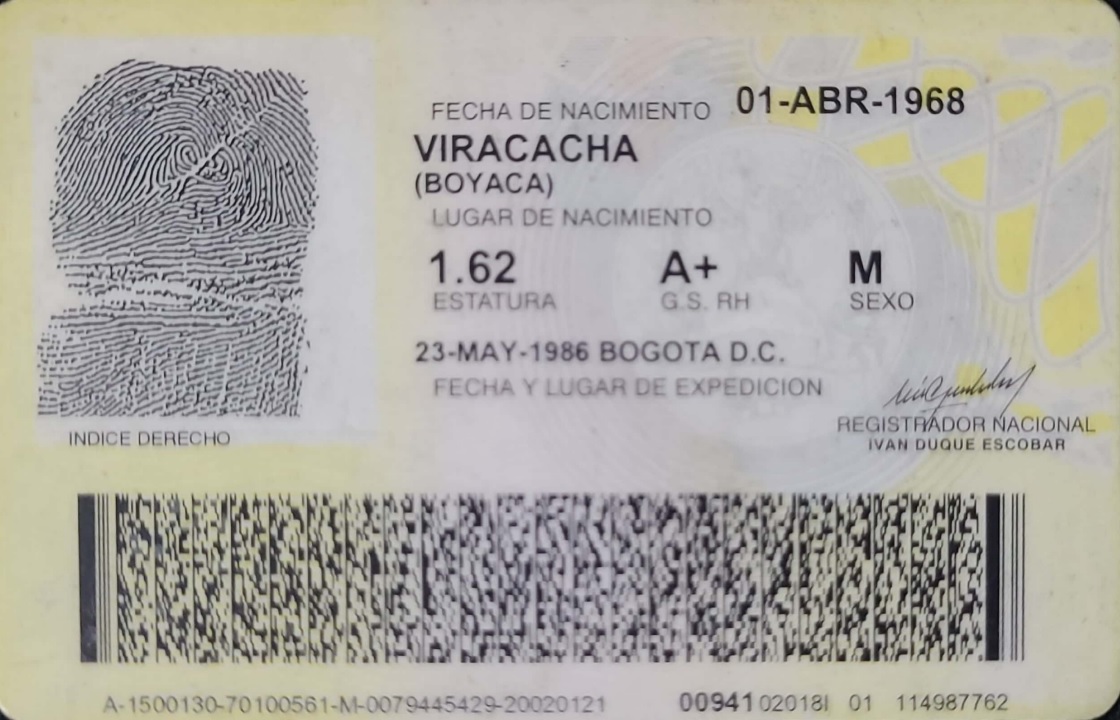 FECHA DE NACIMIENTO 01-ABR-1968
VIRACACHA
(BOYACA)
LUGAR DE NACIMIENTO
1.62 A+ M
ESTATURA G.S. RH SEXO
23-MAY-1986 BOGOTA D.C.
FECHA Y LUGAR DE EXPEDICION
REGISTRADOR NACIONAL
IVAN DUQUE ESCOBAR
INDICE DERECHO
A-1500130-70100561-M-0079445429-20020121 00941 02018I 01 114987762